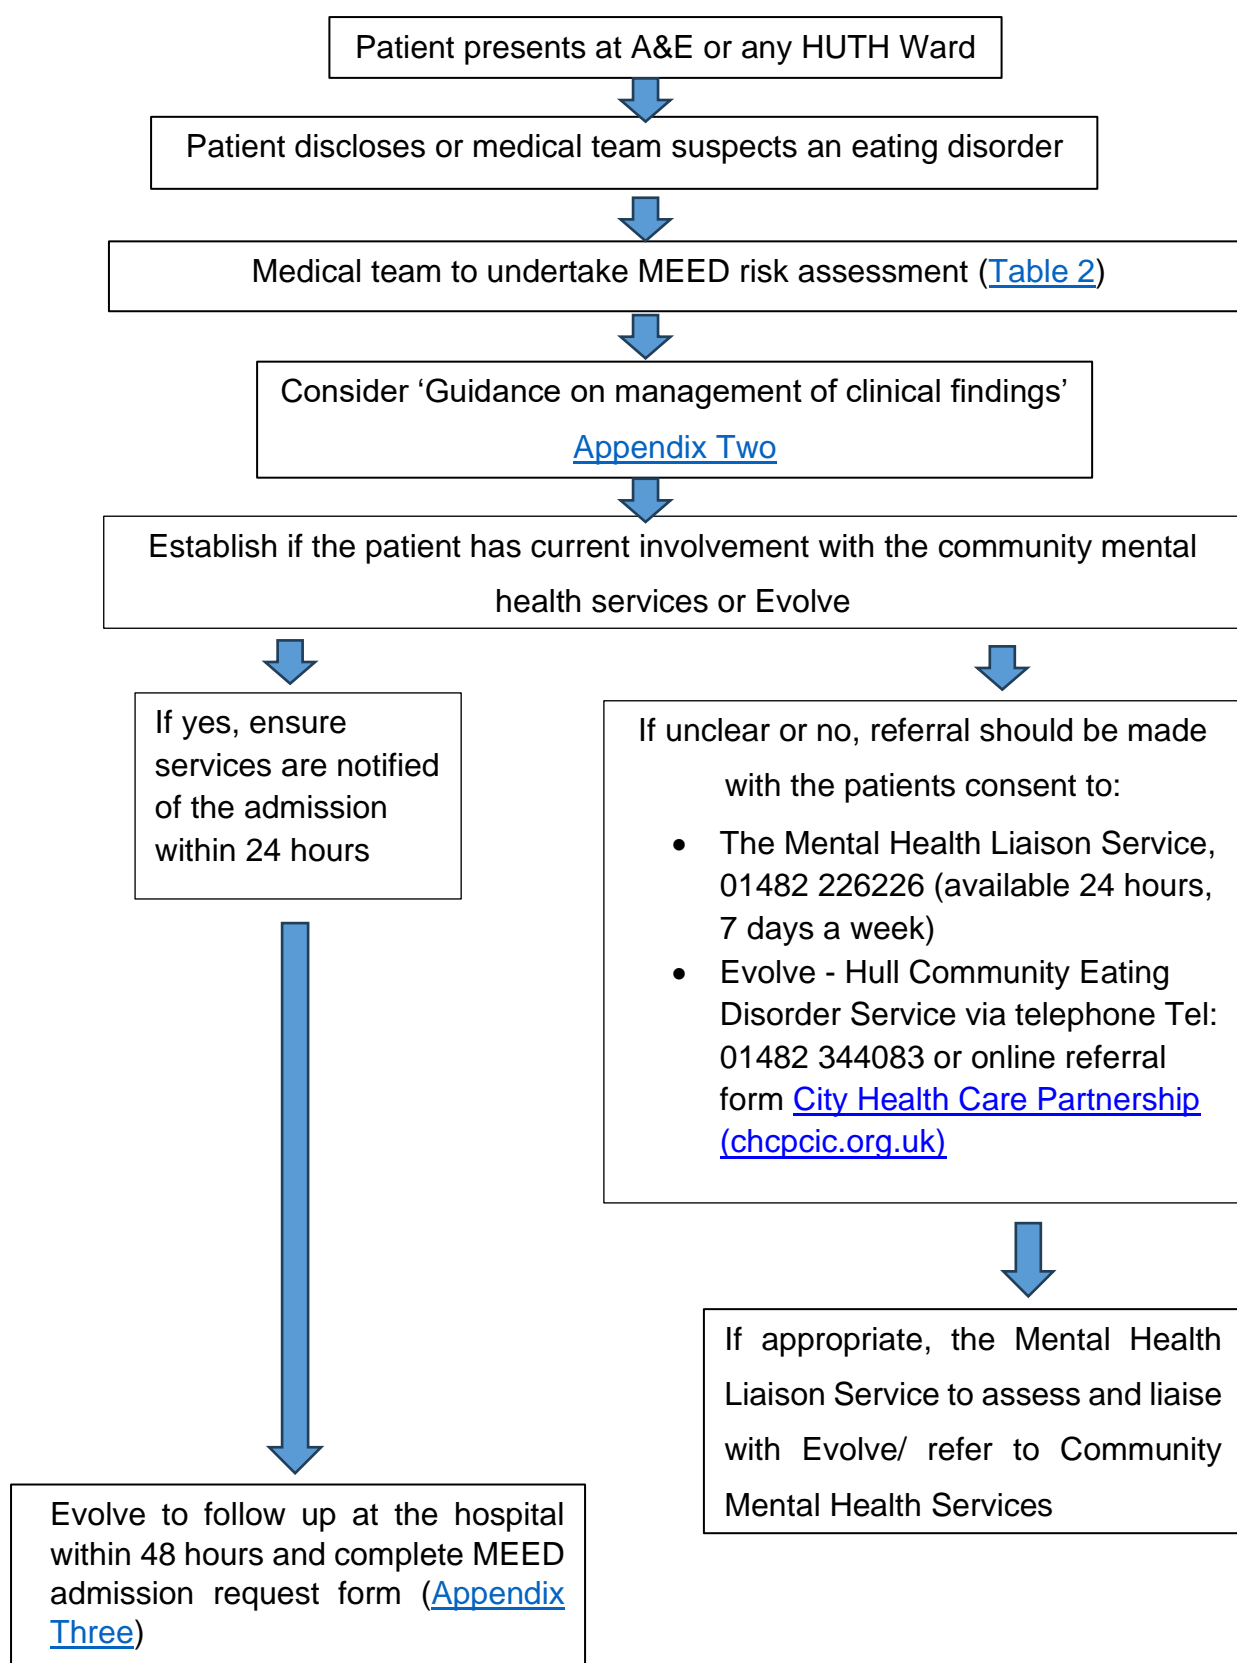 Patient presents at A&E or any HUTH Ward
Patient discloses or medical team suspects an eating disorder
Medical team to undertake MEED risk assessment (Table 2)
Consider ‘Guidance on management of clinical findings’
Appendix Two
Establish if the patient has current involvement with the community mental
health services or Evolve
If yes, ensure
services are notified
of the admission
within 24 hours
If unclear or no, referral should be made
with the patients consent to:
• The Mental Health Liaison Service,
01482 226226 (available 24 hours,
7 days a week)
• Evolve - Hull Community Eating
Disorder Service via telephone Tel:
01482 344083 or online referral
form City Health Care Partnership
(chcpcic.org.uk)
If appropriate, the Mental Health
Liaison Service to assess and liaise
with Evolve/ refer to Community
Mental Health Services
Evolve to follow up at the hospital
within 48 hours and complete MEED
admission request form (Appendix
Three)